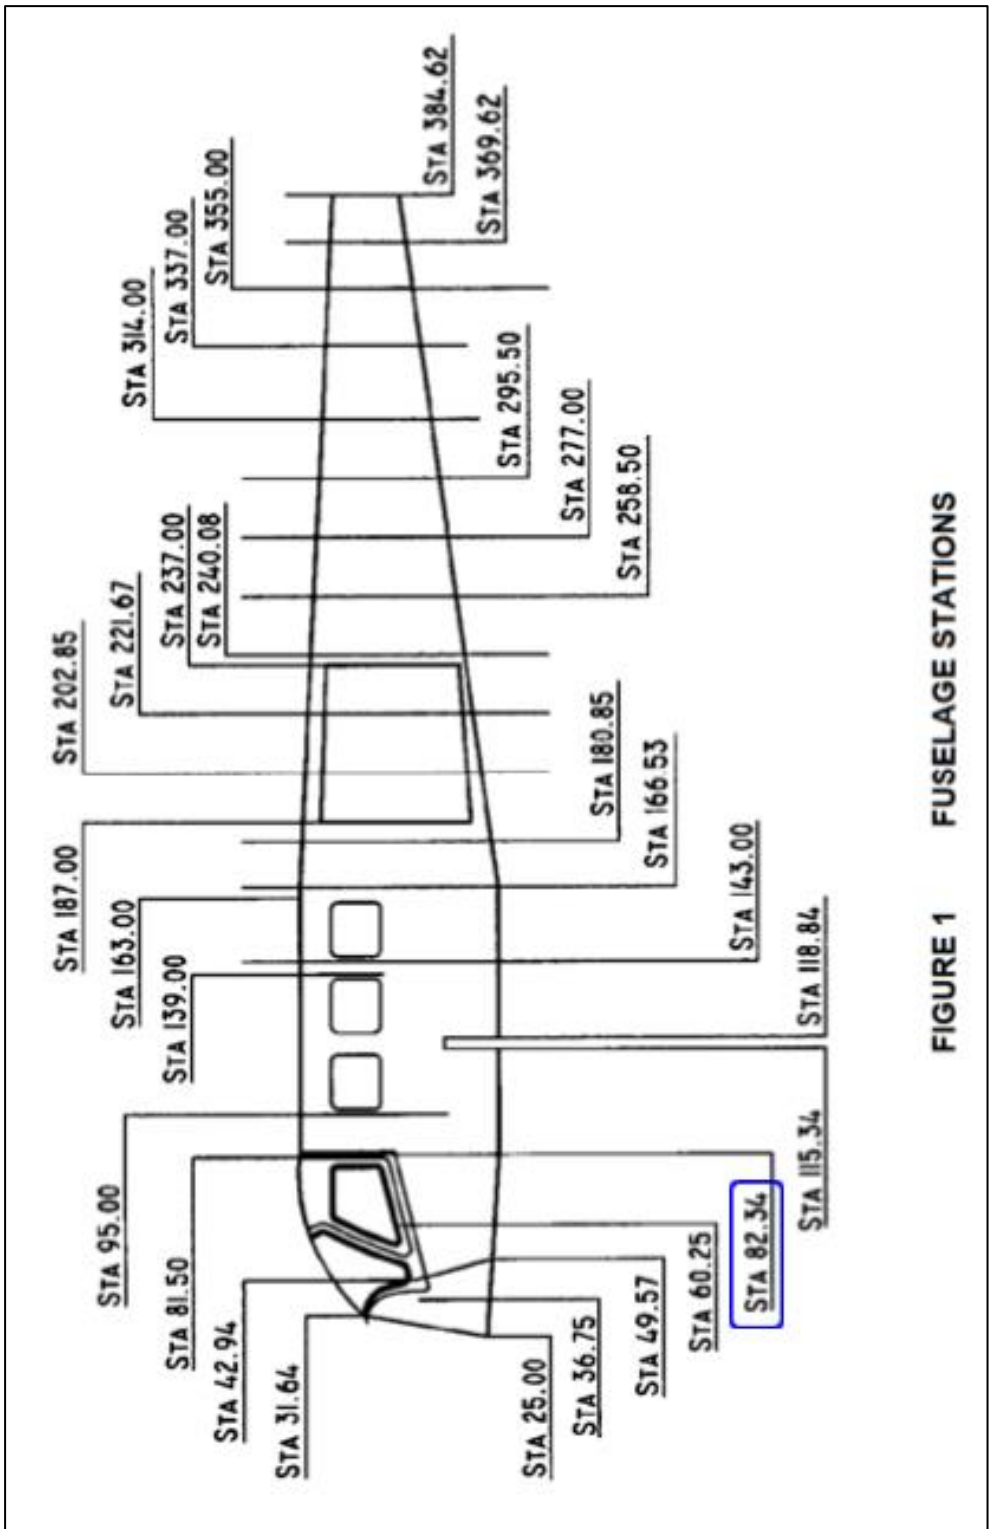 STA 384.62
STA 369.62
STA 355.00
STA 337.00
STA 314.00
STA 295.50
STA 277.00
STA 258.50
STA 240.08
STA 237.00
STA 221.67
STA 202.85
STA 180.85
STA 166.53
STA 187.00
STA 163.00
STA 139.00
STA 143.00
STA 118.84
STA 115.34
STA 95.00
STA 81.50
STA 82.34
STA 60.25
STA 49.57
STA 42.94
STA 36.75
STA 31.64
STA 25.00
FIGURE 1 FUSELAGE STATIONS